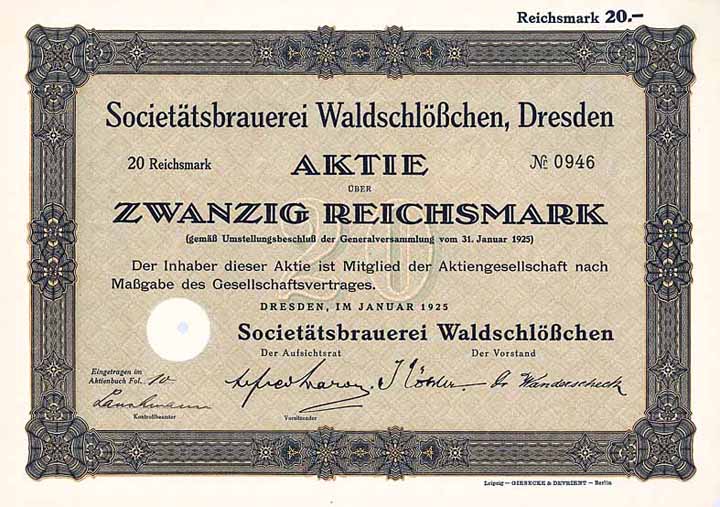 Reichsmark 20.–
Societätsbrauerei Waldschlößchen, Dresden
20 Reichsmark AKTIE № 0946
ÜBER
ZWANZIG REICHSMARK
(gemäß Umstellungsbeschluß der Generalversammlung vom 31. Januar 1925)
20
Der Inhaber dieser Aktie ist Mitglied der Aktiengesellschaft nach
Maßgabe des Gesellschaftsvertrages.
DRESDEN, IM JANUAR 1925
Societätsbrauerei Waldschlößchen
Der Aufsichtsrat Der Vorstand
Eingetragen im
Aktienbuch Fol. 10
Kontrollbeamter Vorsitzender
Leipzig – GIESECKE & DEVRIENT – Berlin